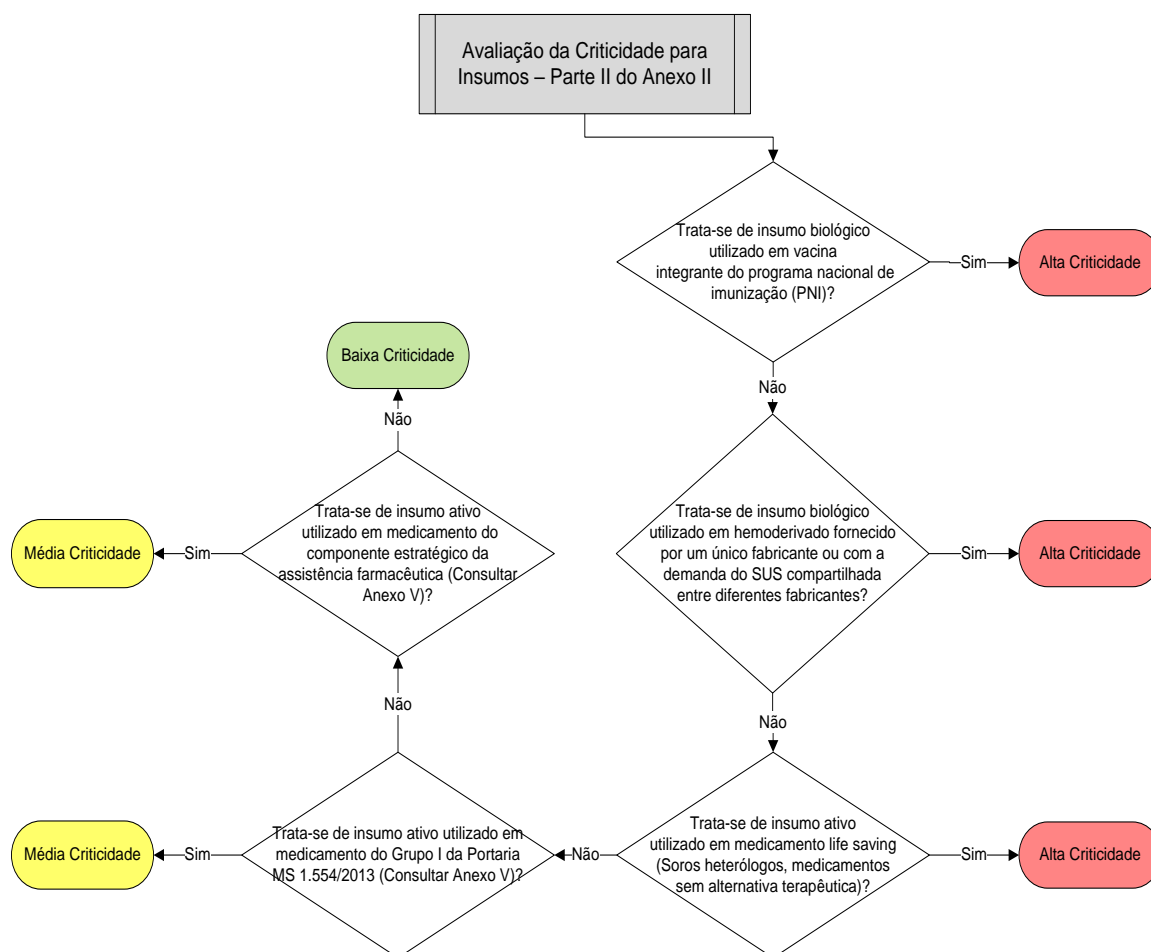 Avaliação da Criticidade para
Insumos – Parte II do Anexo II
Trata-se de insumo biológico
utilizado em vacina
integrante do programa nacional de
imunização (PNI)?
Sim
Alta Criticidade
Não
Trata-se de insumo biológico
utilizado em hemoderivado fornecido
por um único fabricante ou com a
demanda do SUS compartilhada
entre diferentes fabricantes?
Sim
Alta Criticidade
Não
Trata-se de insumo ativo
utilizado em medicamento life saving
(Soros heterólogos, medicamentos
sem alternativa terapêutica)?
Sim
Alta Criticidade
Não
Trata-se de insumo ativo utilizado em
medicamento do Grupo I da Portaria
MS 1.554/2013 (Consultar Anexo V)?
Sim
Média Criticidade
Não
Trata-se de insumo ativo
utilizado em medicamento do
componente estratégico da
assistência farmacêutica (Consultar
Anexo V)?
Sim
Média Criticidade
Não
Baixa Criticidade